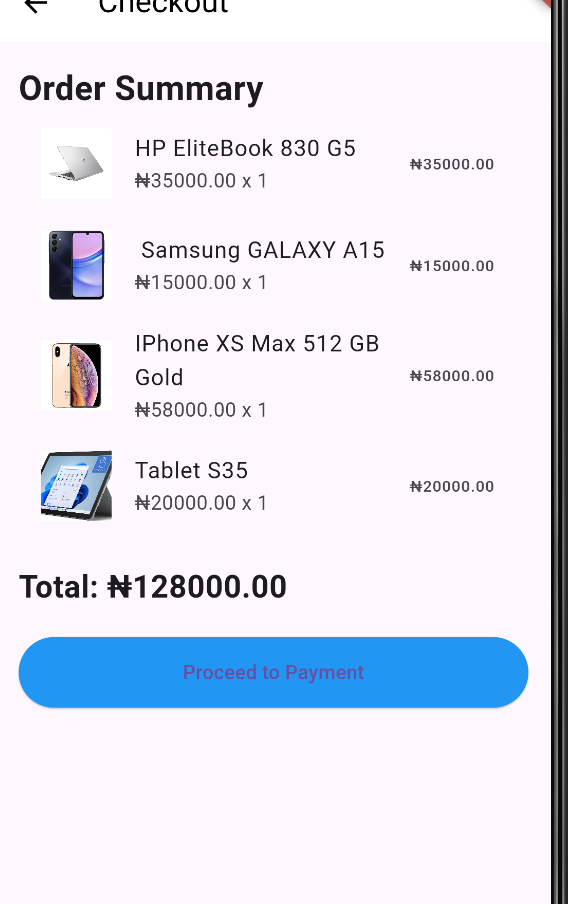 Checkout
Order Summary
HP EliteBook 830 G5
₦35000.00 x 1
₦35000.00
Samsung GALAXY A15
₦15000.00 x 1
₦15000.00
IPhone XS Max 512 GB
Gold
₦58000.00 x 1
₦58000.00
Tablet S35
₦20000.00 x 1
₦20000.00
Total: ₦128000.00
Proceed to Payment